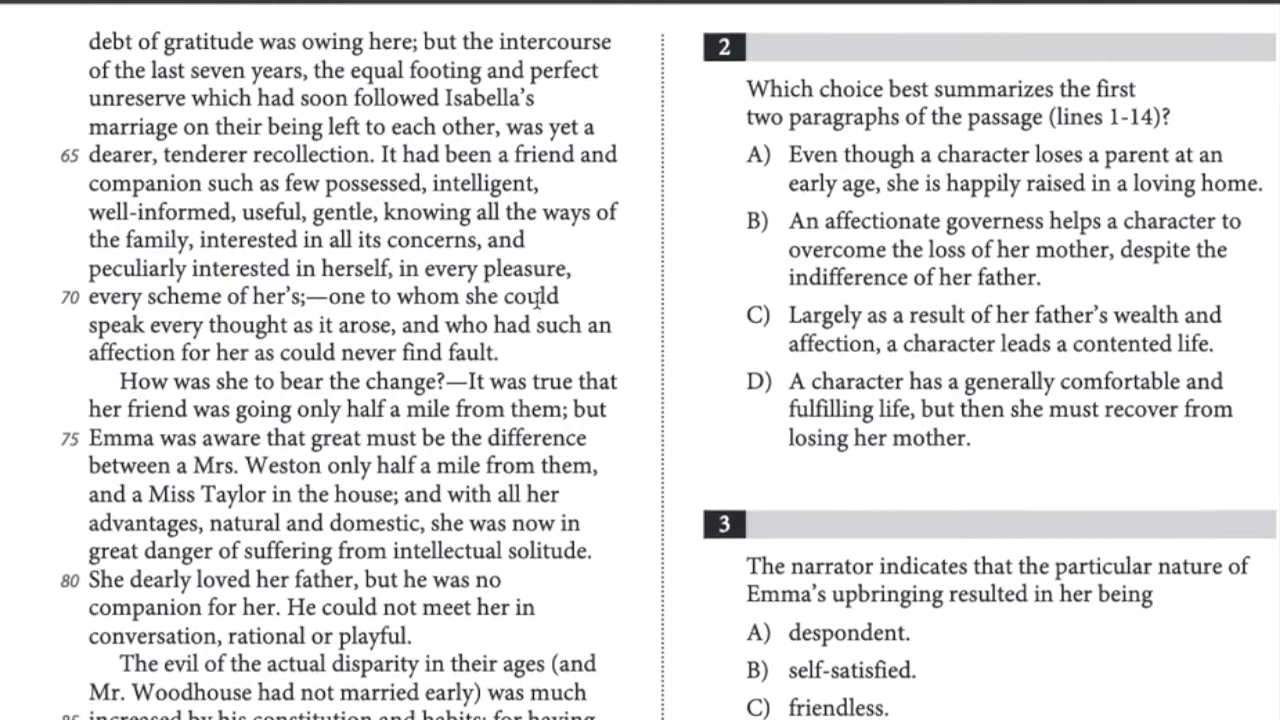 debt of gratitude was owing here; but the intercourse
of the last seven years, the equal footing and perfect
unreserve which had soon followed Isabella's
marriage on their being left to each other, was yet a
65 dearer, tenderer recollection. It had been a friend and
companion such as few possessed, intelligent,
well-informed, useful, gentle, knowing all the ways of
the family, interested in all its concerns, and
peculiarly interested in herself, in every pleasure,
70 every scheme of her's;—one to whom she could
speak every thought as it arose, and who had such an
affection for her as could never find fault.
How was she to bear the change?—It was true that
her friend was going only half a mile from them; but
75 Emma was aware that great must be the difference
between a Mrs. Weston only half a mile from them,
and a Miss Taylor in the house; and with all her
advantages, natural and domestic, she was now in
great danger of suffering from intellectual solitude.
80 She dearly loved her father, but he was no
companion for her. He could not meet her in
conversation, rational or playful.
The evil of the actual disparity in their ages (and
Mr. Woodhouse had not married early) was much
85 increased by his constitution and habits; for having
2
Which choice best summarizes the first
two paragraphs of the passage (lines 1-14)?
A) Even though a character loses a parent at an
early age, she is happily raised in a loving home.
B) An affectionate governess helps a character to
overcome the loss of her mother, despite the
indifference of her father.
C) Largely as a result of her father's wealth and
affection, a character leads a contented life.
D) A character has a generally comfortable and
fulfilling life, but then she must recover from
losing her mother.
3
The narrator indicates that the particular nature of
Emma's upbringing resulted in her being
A) despondent.
B) self-satisfied.
C) friendless.